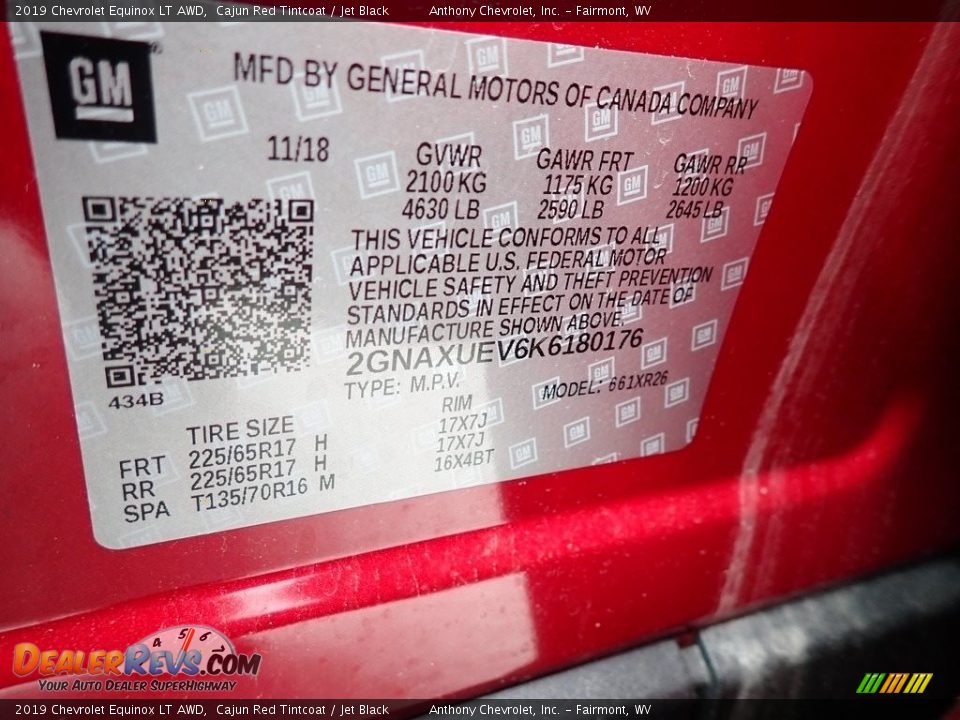 2019 Chevrolet Equinox LT AWD, Cajun Red Tintcoat / Jet Black Anthony Chevrolet, Inc. - Fairmont, WV
GM
MFD BY GENERAL MOTORS OF CANADA COMPANY
11/18 GVWR GAWR FRT GAWR RR
2100 KG 1175 KG 1200 KG
4630 LB 2590 LB 2645 LB
THIS VEHICLE CONFORMS TO ALL
APPLICABLE U.S. FEDERAL MOTOR
VEHICLE SAFETY AND THEFT PREVENTION
STANDARDS IN EFFECT ON THE DATE OF
MANUFACTURE SHOWN ABOVE.
2GNAXUEV6K6180176
TYPE: M.P.V. MODEL: 661XR26
434B
TIRE SIZE RIM
FRT 225/65R17 H 17X7J
RR 225/65R17 H 17X7J
SPA T135/70R16 M 16X4BT
4 5 6
DEALERREVS.COM
YOUR AUTO DEALER SUPERHIGHWAY
2019 Chevrolet Equinox LT AWD, Cajun Red Tintcoat / Jet Black Anthony Chevrolet, Inc. - Fairmont, WV